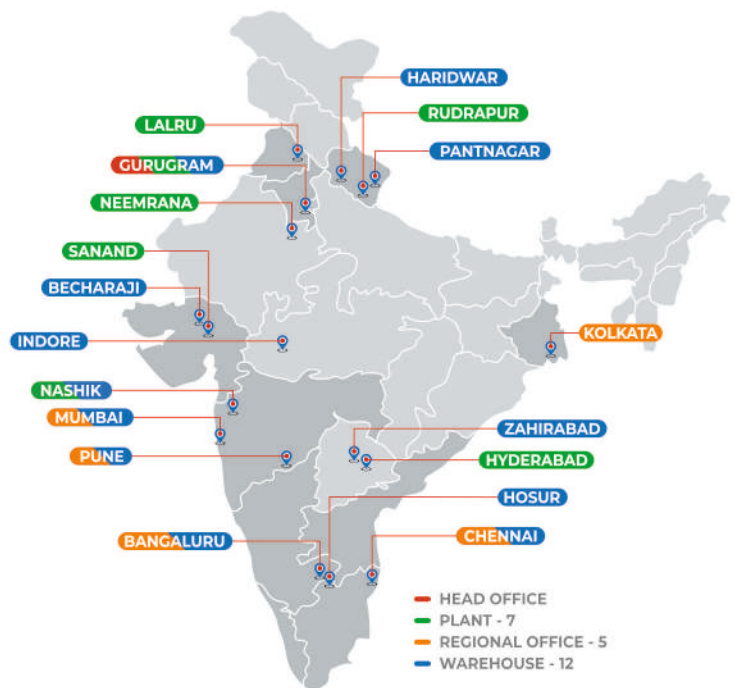 HARIDWAR
RUDRAPUR
LALRU
PANTNAGAR
GURUGRAM
NEEMRANA
SANAND
BECHARAJI
INDORE
KOLKATA
NASHIK
MUMBAI
ZAHIRABAD
PUNE
HYDERABAD
HOSUR
BANGALURU
CHENNAI
HEAD OFFICE
PLANT - 7
REGIONAL OFFICE - 5
WAREHOUSE - 12